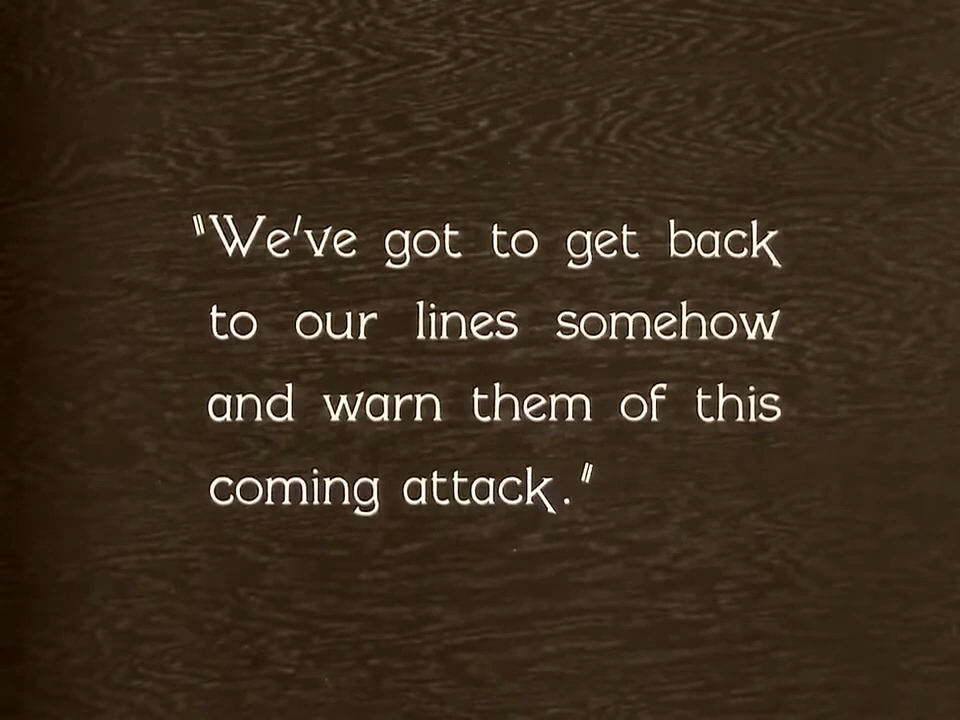 "We've got to get back
to our lines somehow
and warn them of this
coming attack."